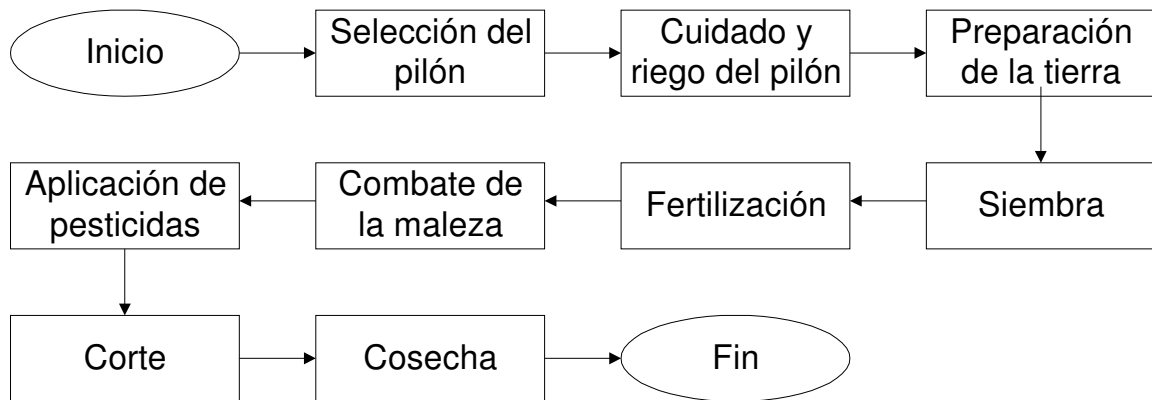 Inicio
Selección del
pilón
Cuidado y
riego del pilón
Preparación
de la tierra
Siembra
Fertilización
Combate de
la maleza
Aplicación de
pesticidas
Corte
Cosecha
Fin